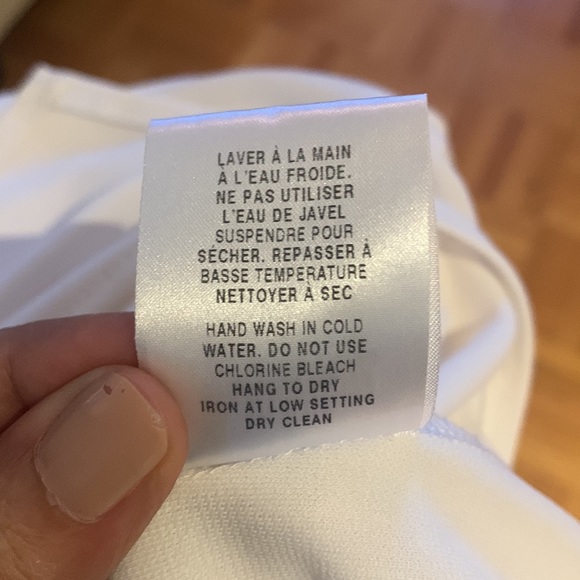 LAVER À LA MAIN
À L'EAU FROIDE.
NE PAS UTILISER
L'EAU DE JAVEL
SUSPENDRE POUR
SÉCHER. REPASSER À
BASSE TEMPERATURE
NETTOYER À SEC
HAND WASH IN COLD
WATER. DO NOT USE
CHLORINE BLEACH
HANG TO DRY
IRON AT LOW SETTING
DRY CLEAN